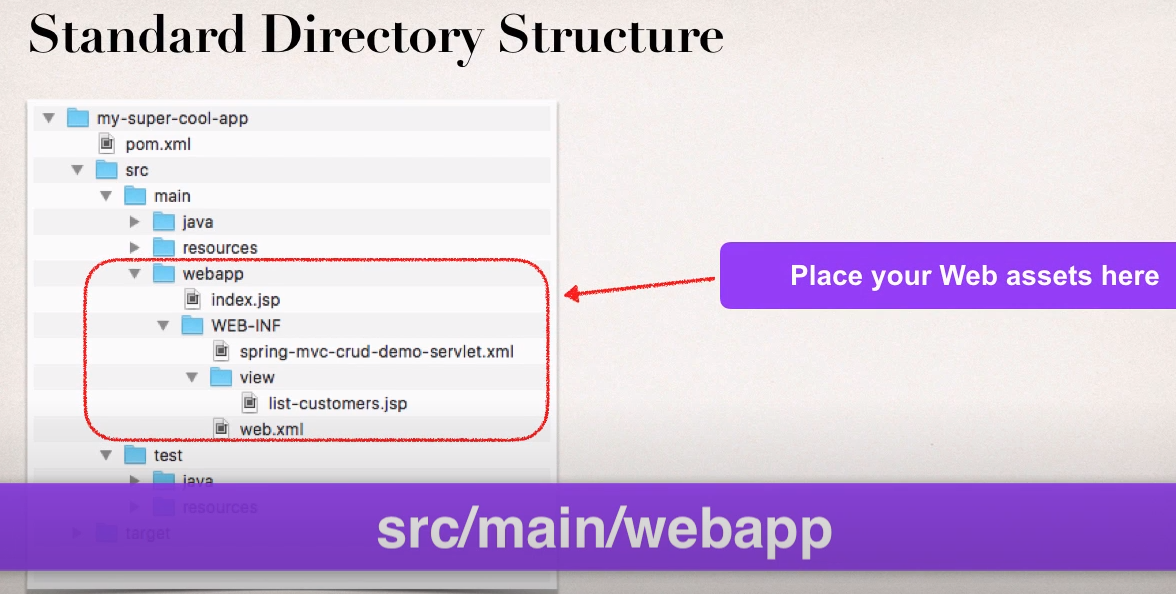 Standard Directory Structure
my-super-cool-app
pom.xml
src
main
java
resources
webapp
index.jsp
WEB-INF
spring-mvc-crud-demo-servlet.xml
view
list-customers.jsp
web.xml
test
java
resources
target
Place your Web assets here
src/main/webapp